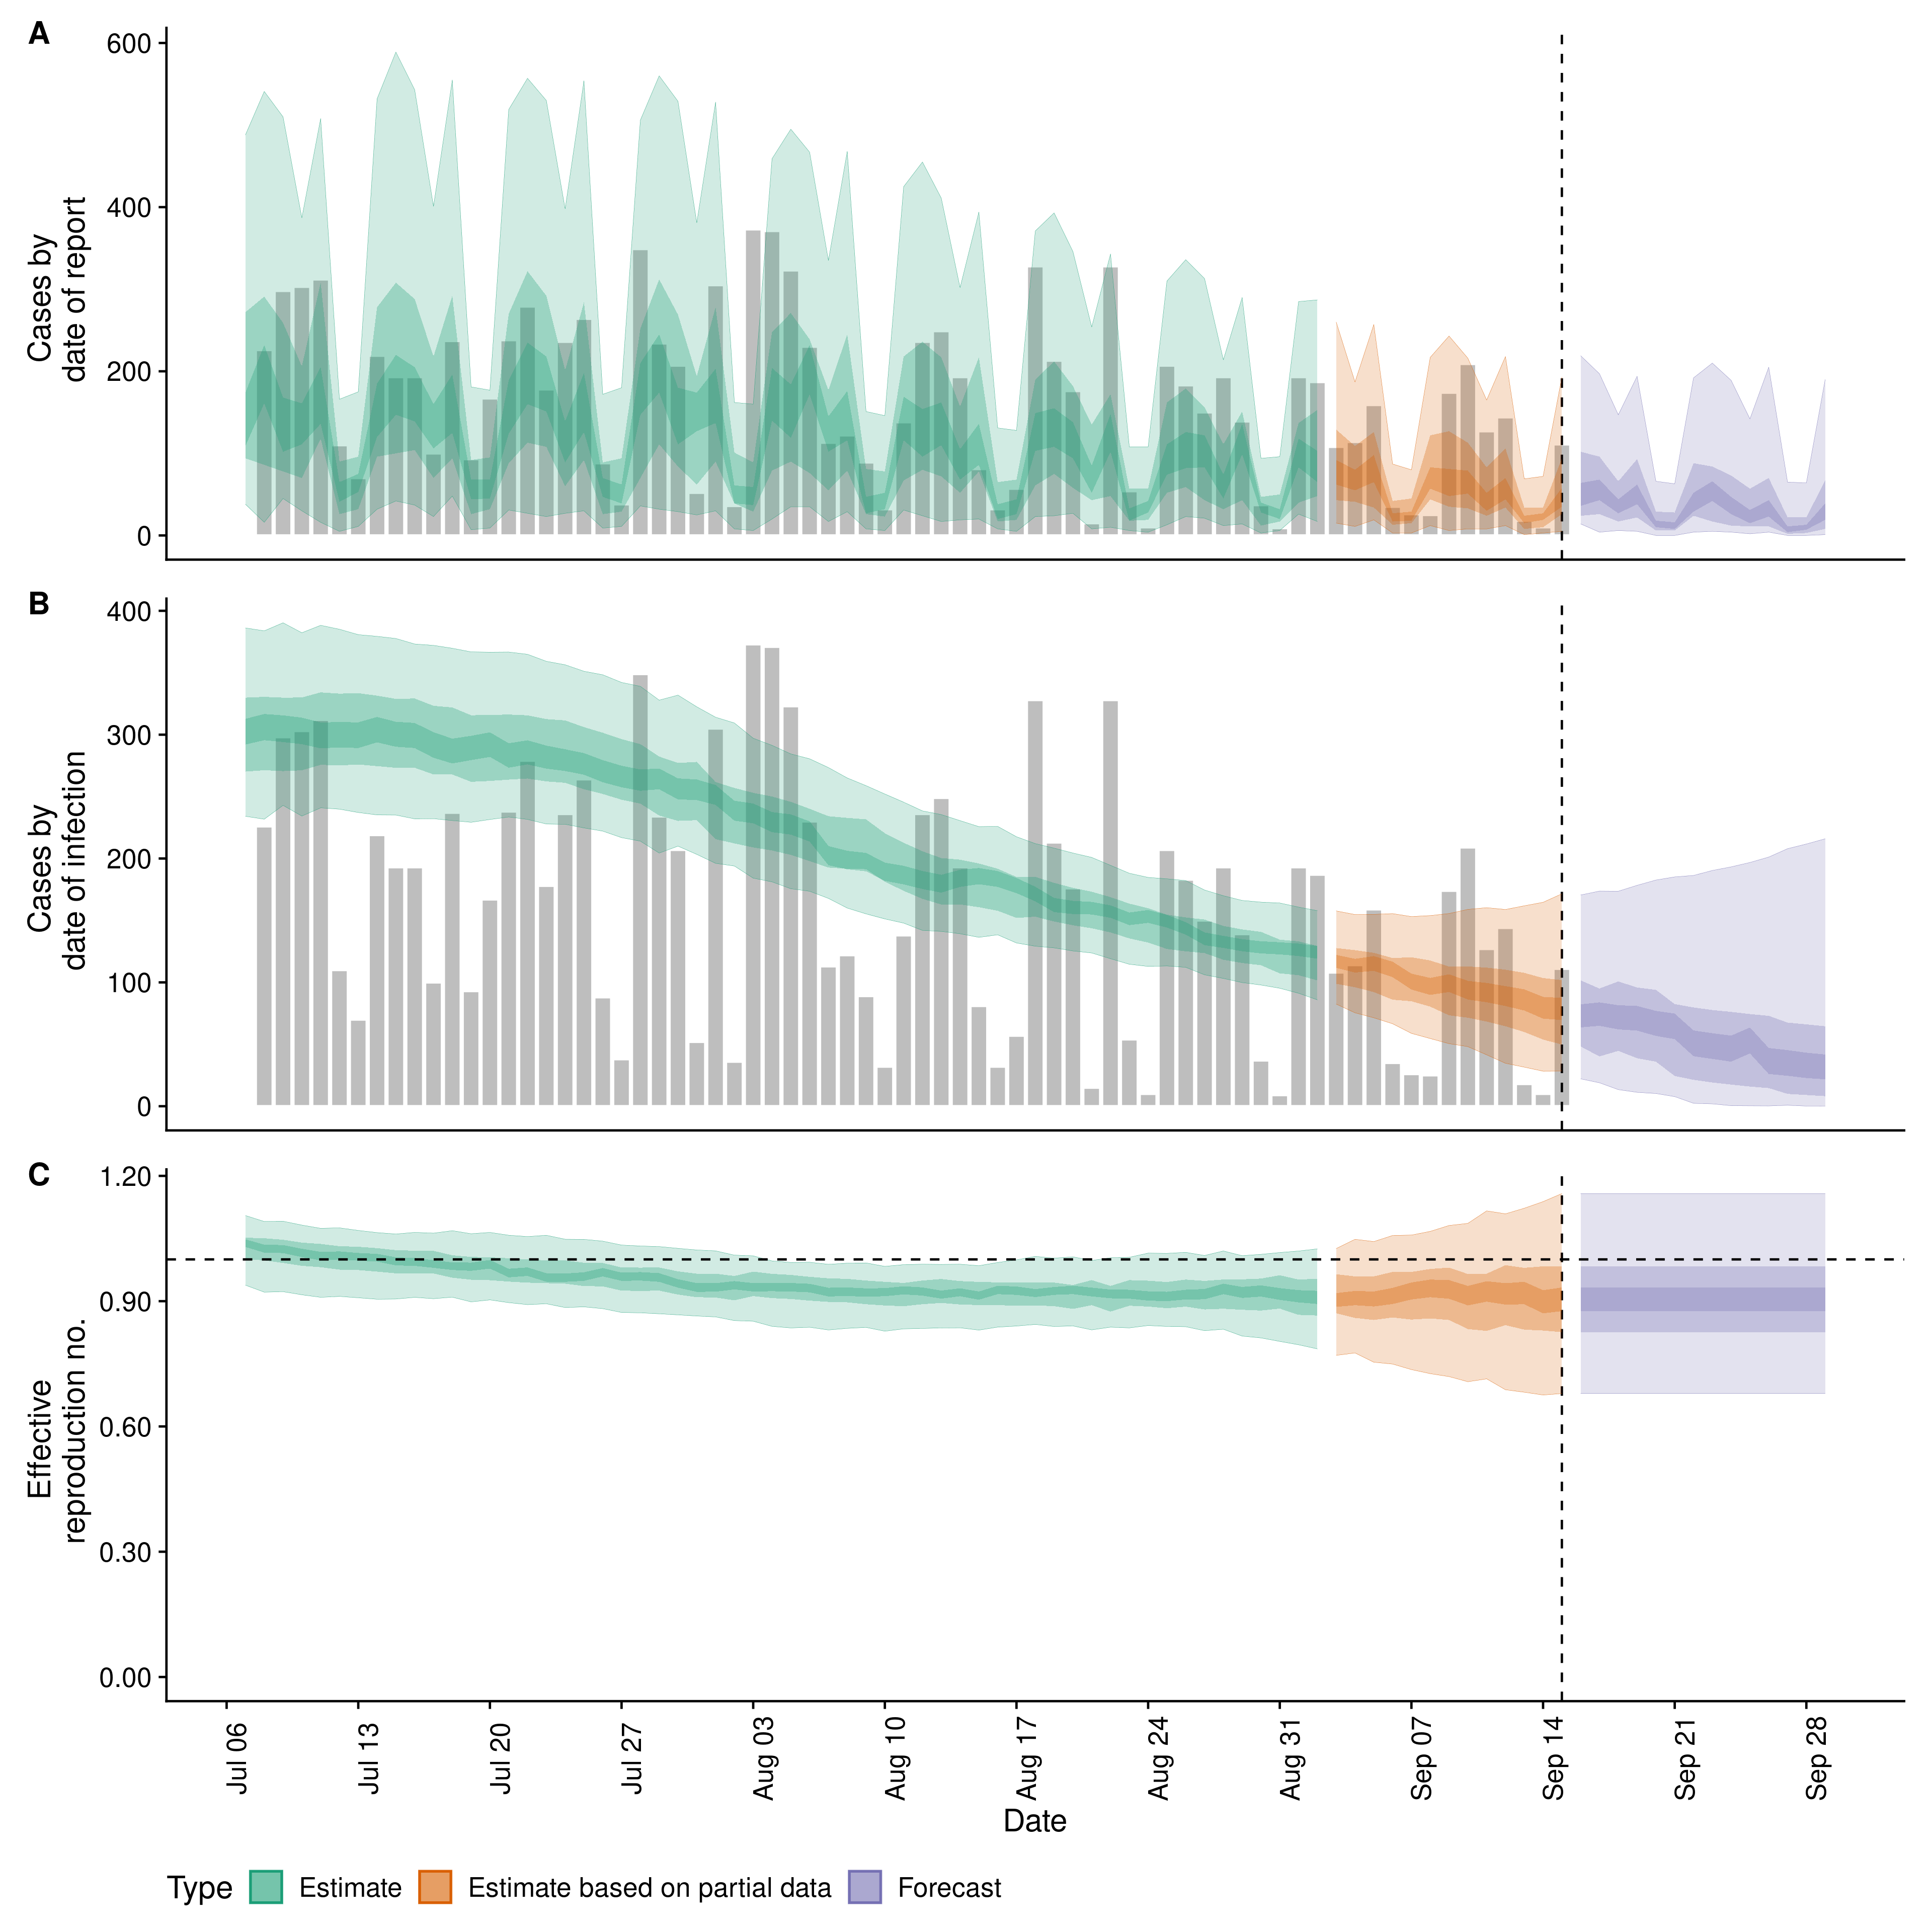 A
600
400
200
0
Cases by
date of report
B
400
300
200
100
0
Cases by
date of infection
C
1.20
0.90
0.60
0.30
0.00
Effective
reproduction no.
Jul 06
Jul 13
Jul 20
Jul 27
Aug 03
Aug 10
Aug 17
Aug 24
Aug 31
Sep 07
Sep 14
Sep 21
Sep 28
Date
Type Estimate Estimate based on partial data Forecast